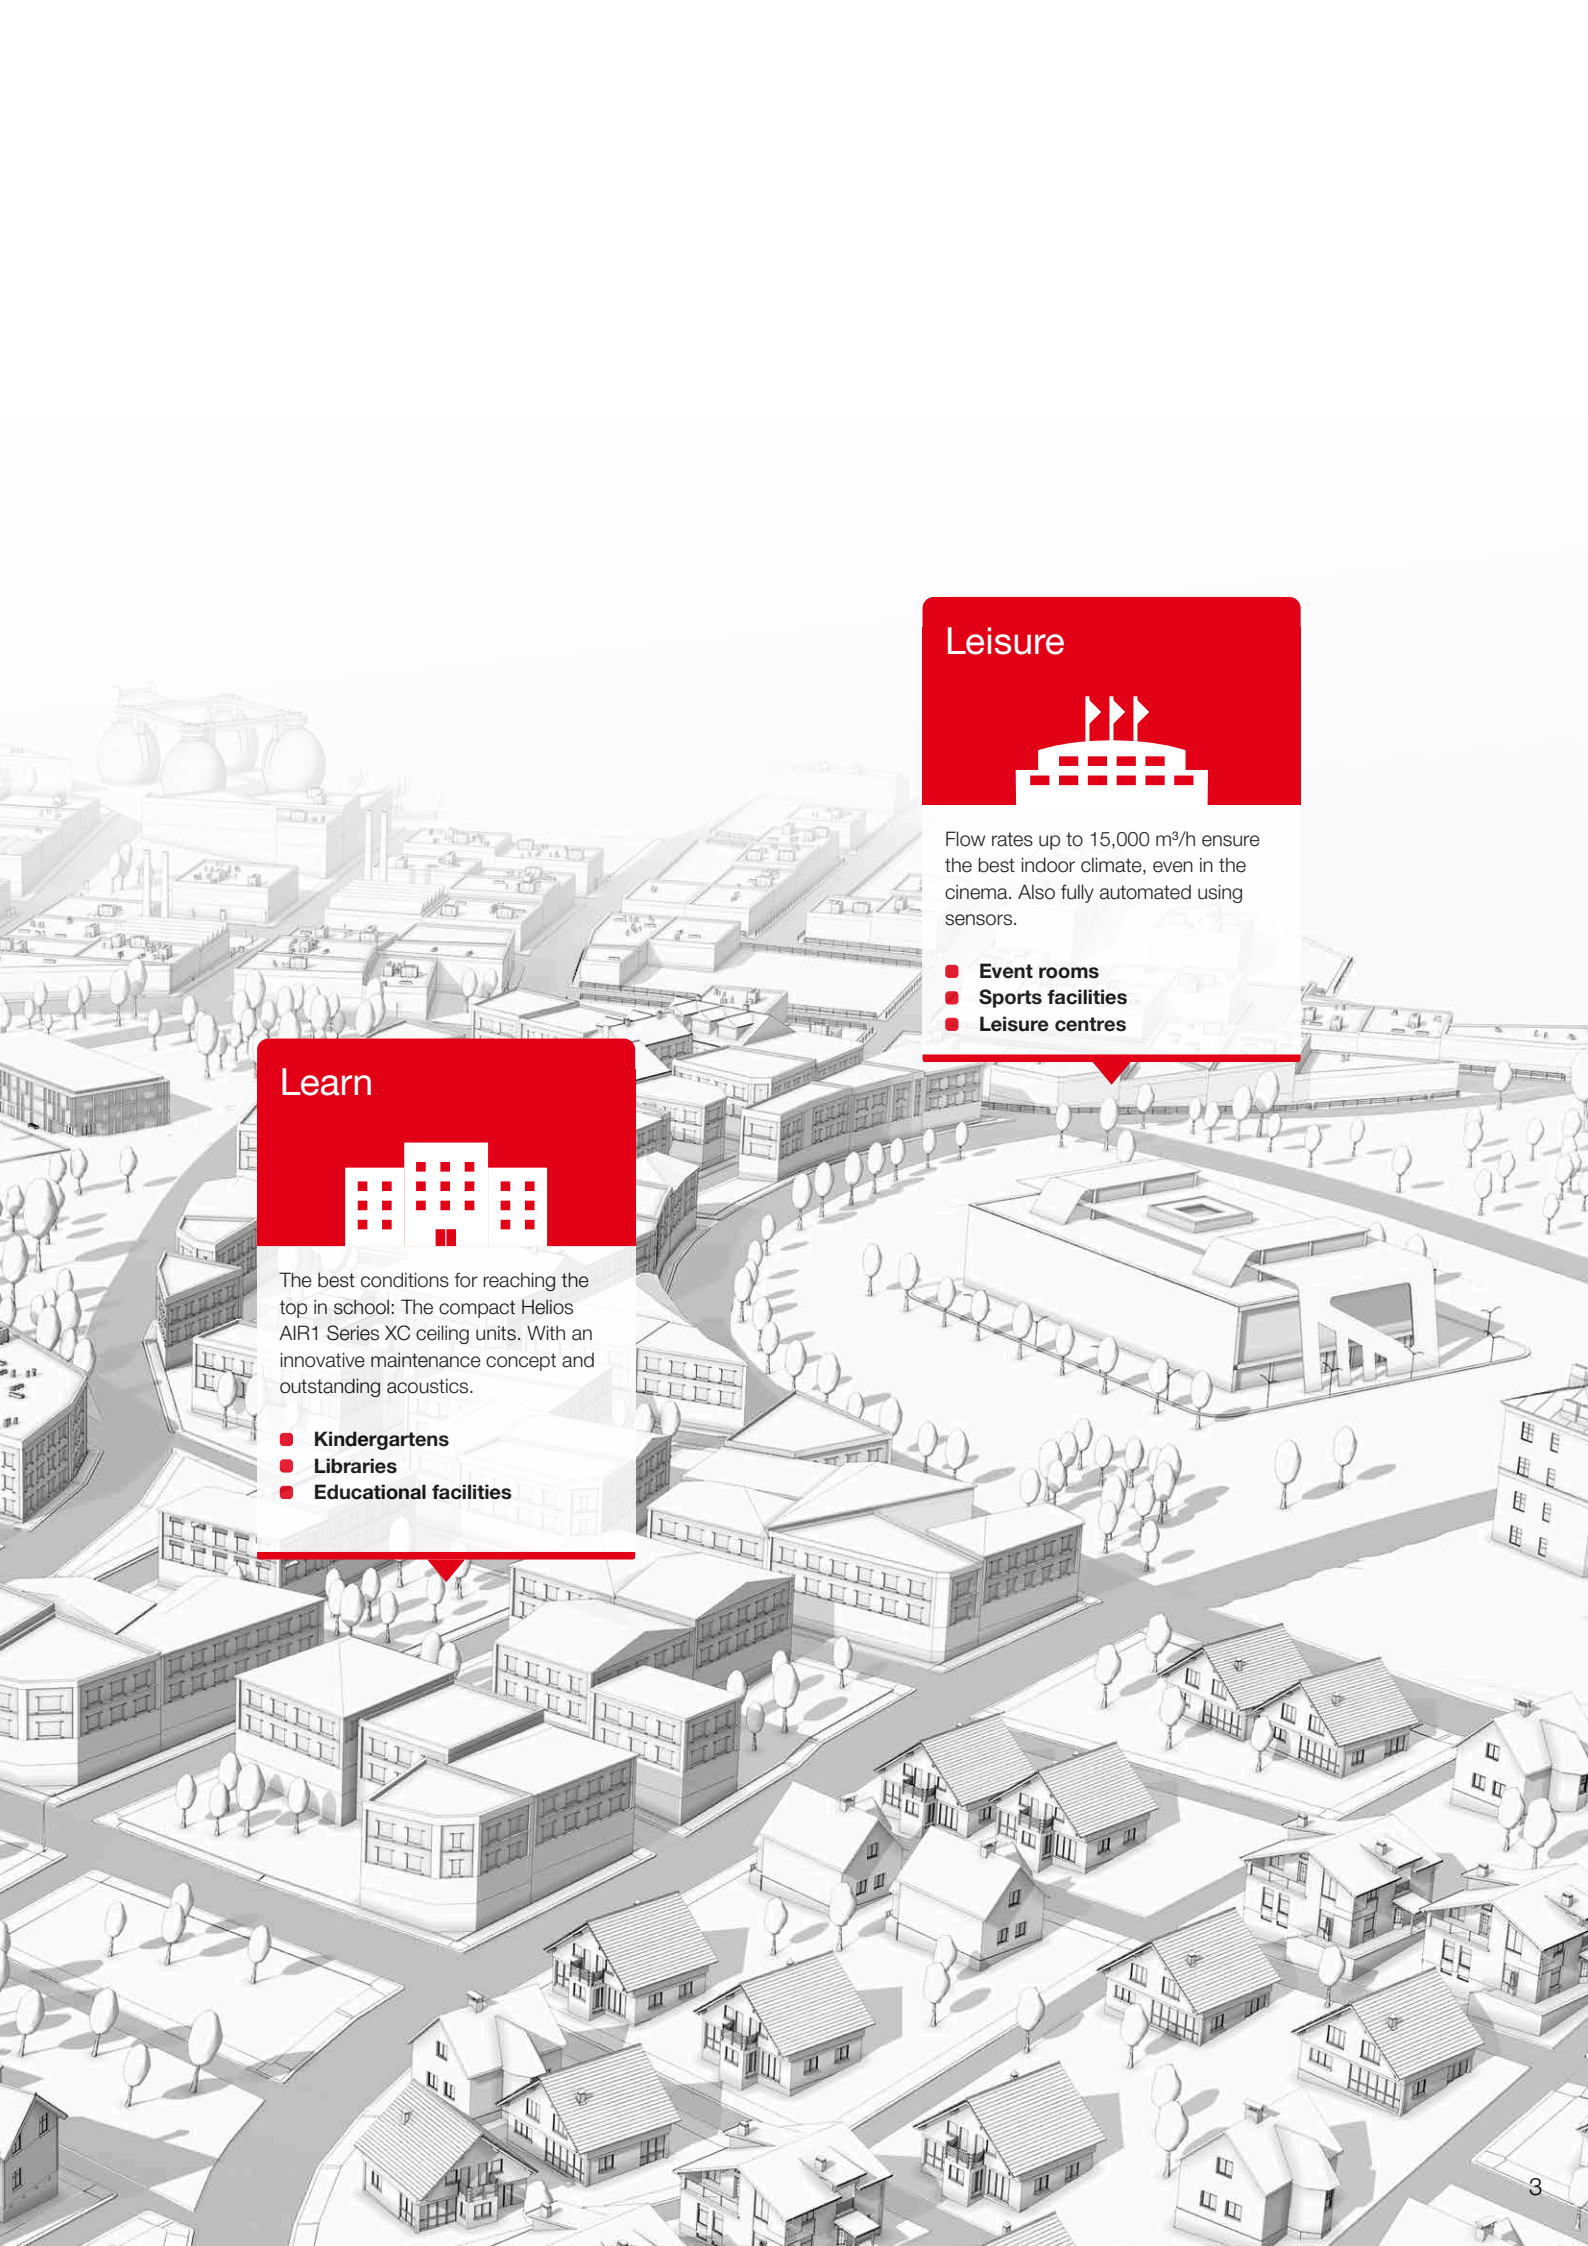 Leisure
Flow rates up to 15,000 m³/h ensure
the best indoor climate, even in the
cinema. Also fully automated using
sensors.
Event rooms
Sports facilities
Leisure centres
Learn
The best conditions for reaching the
top in school: The compact Helios
AIR1 Series XC ceiling units. With an
innovative maintenance concept and
outstanding acoustics.
Kindergartens
Libraries
Educational facilities
3